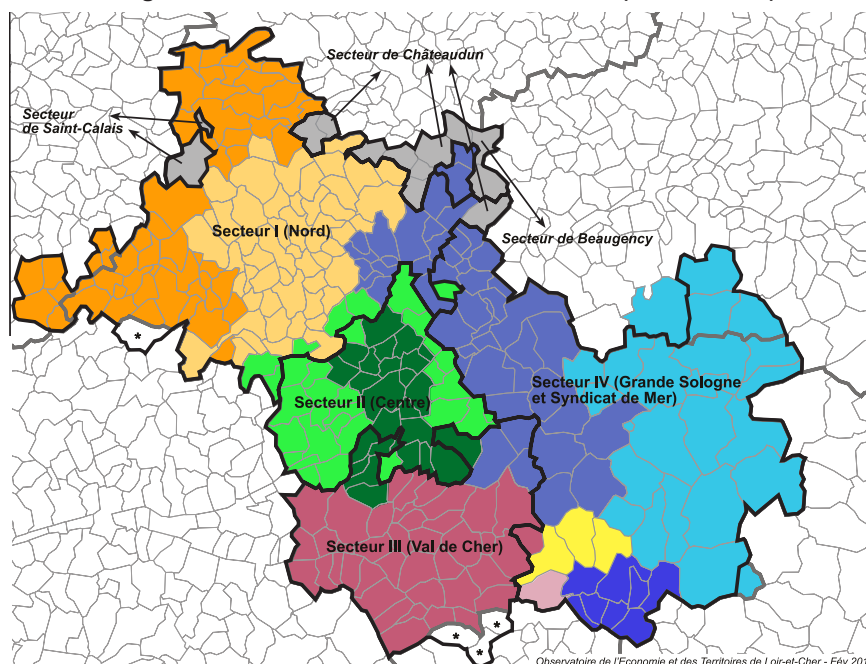 Secteur de Châteaudun
Secteur
de Saint-Calais
Secteur I (Nord)
Secteur de Beaugency
*
Secteur IV (Grande Sologne
et Syndicat de Mer)
Secteur II (Centre)
Secteur III (Val de Cher)
*
*
*
Observatoire de l'Economie et des Territoires de Loir-et-Cher - Fév 20